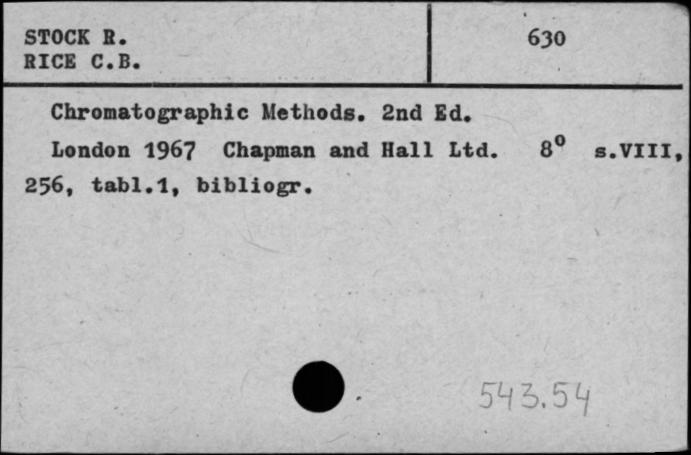 STOCK R.
RICE C.B.
630
Chromatographic Methods. 2nd Ed.
London 1967 Chapman and Hall Ltd. 8° s.VIII,
256, tabl.1, bibliogr.
543.54